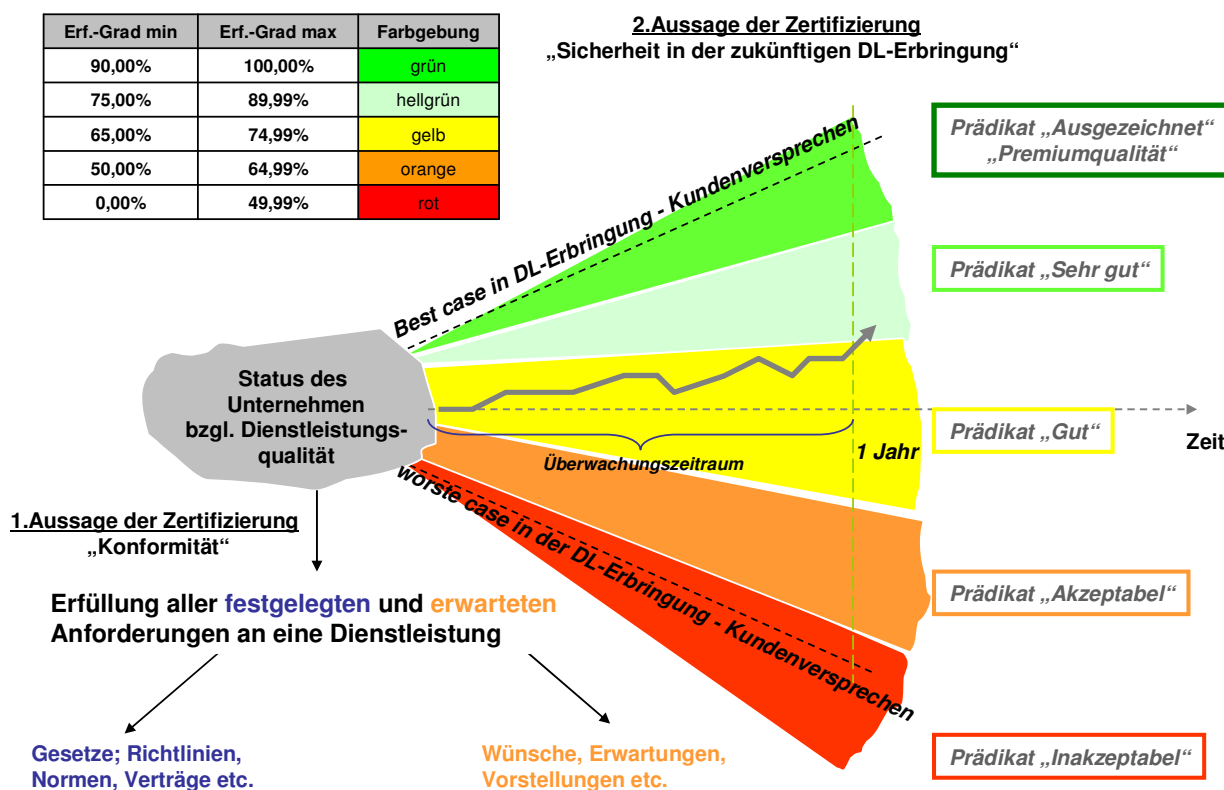 Erf.-Grad min Erf.-Grad max Farbgebung
90,00% 100,00% grün
75,00% 89,99% hellgrün
65,00% 74,99% gelb
50,00% 64,99% orange
0,00% 49,99% rot
2.Aussage der Zertifizierung
„Sicherheit in der zukünftigen DL-Erbringung“
Best case in DL-Erbringung - Kundenversprechen
Prädikat „Ausgezeichnet“
„Premiumqualität“
Prädikat „Sehr gut“
Status des
Unternehmen
bzgl. Dienstleistungs-
qualität
Prädikat „Gut“
Zeit
1 Jahr
Überwachungszeitraum
worste case in der DL-Erbringung - Kundenversprechen
1.Aussage der Zertifizierung
„Konformität“
Prädikat „Akzeptabel“
Erfüllung aller festgelegten und erwarteten
Anforderungen an eine Dienstleistung
Gesetze; Richtlinien,
Normen, Verträge etc.
Wünsche, Erwartungen,
Vorstellungen etc.
Prädikat „Inakzeptabel“